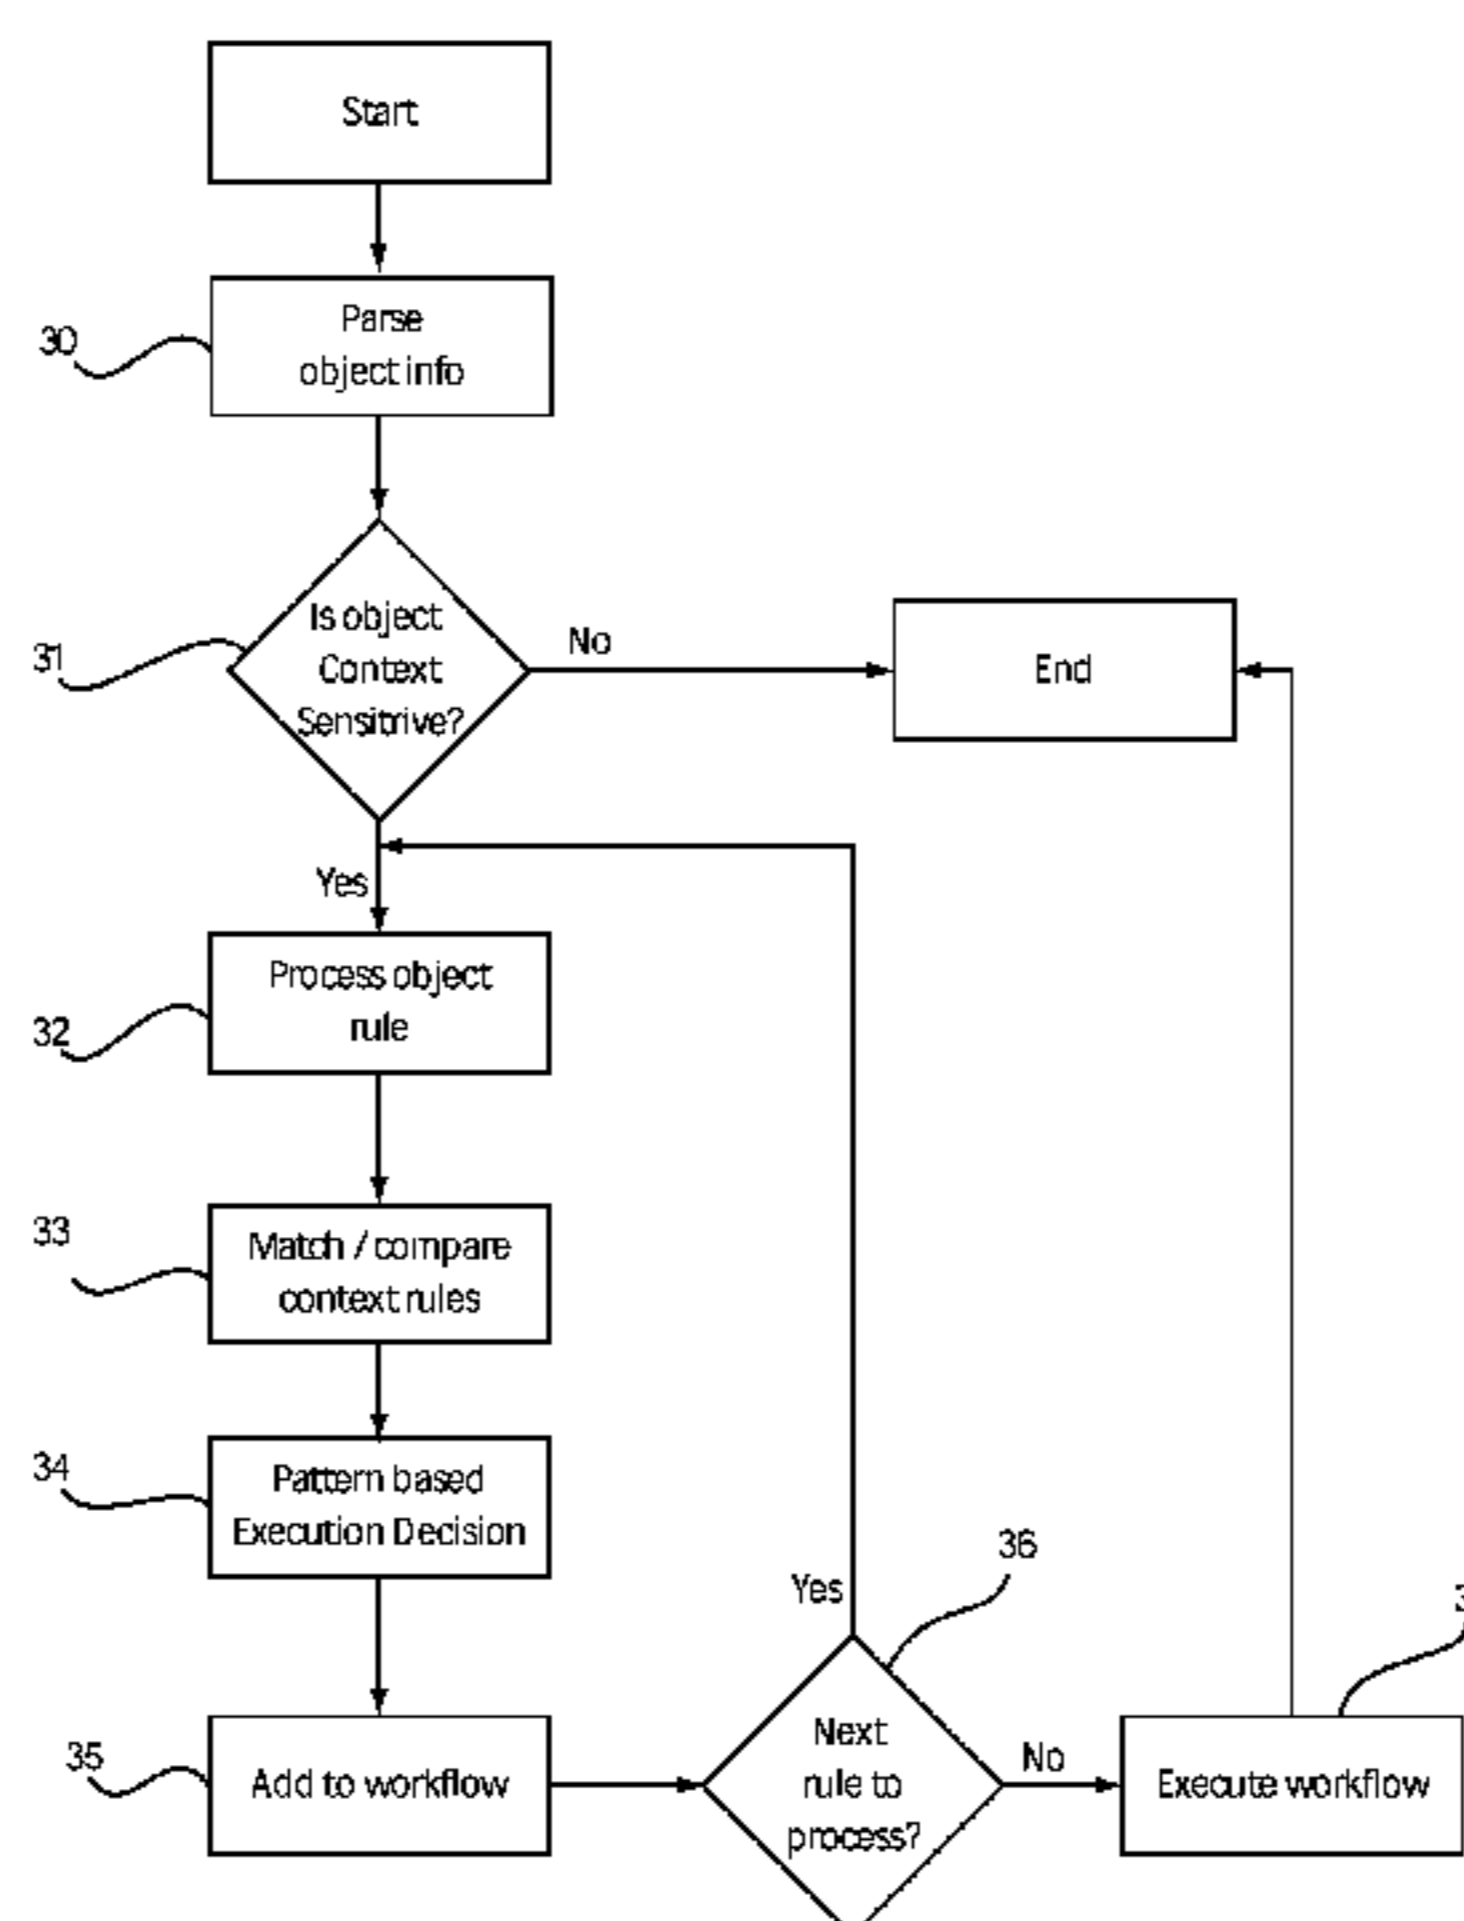 Start
30
Parse
object info
31
Is object
Context
Sensitrive?
No
End
Yes
32
Process object
rule
33
Match / compare
context rules
34
Pattern based
Execution Decision
35
Add to workflow
Yes
36
Next
rule to
process?
No
Execute workflow